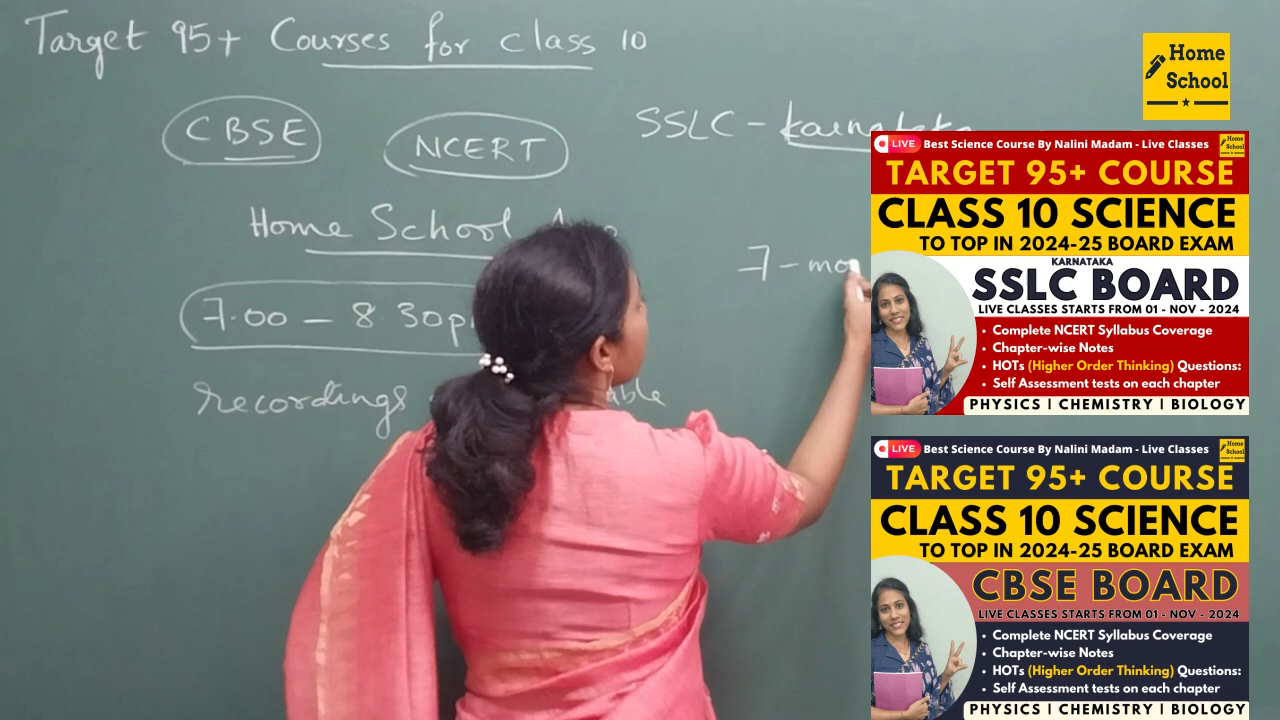 Target 95+ Courses for class 10
CBSE
NCERT
SSLC -
Home School
7.00 – 8 30p
recordings
7 - mo
Home
School
LIVE
Best Science Course By Nalini Madam - Live Classes
Home
School
TARGET 95+ COURSE
CLASS 10 SCIENCE
TO TOP IN 2024-25 BOARD EXAM
KARNATAKA
SSLC BOARD
LIVE CLASSES STARTS FROM 01 - NOV - 2024
• Complete NCERT Syllabus Coverage
• Chapter-wise Notes
• HOTs (Higher Order Thinking) Questions:
• Self Assessment tests on each chapter
PHYSICS | CHEMISTRY | BIOLOGY
LIVE
Best Science Course By Nalini Madam - Live Classes
Home
School
TARGET 95+ COURSE
CLASS 10 SCIENCE
TO TOP IN 2024-25 BOARD EXAM
CBSE BOARD
LIVE CLASSES STARTS FROM 01 - NOV - 2024
• Complete NCERT Syllabus Coverage
• Chapter-wise Notes
• HOTs (Higher Order Thinking) Questions:
• Self Assessment tests on each chapter
PHYSICS | CHEMISTRY | BIOLOGY